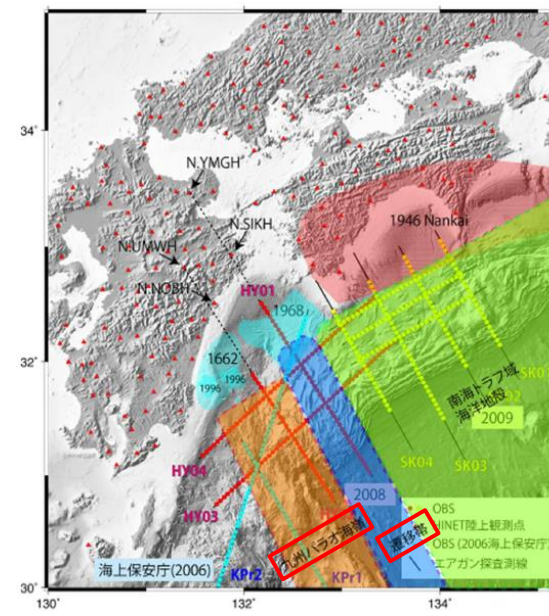 34°
N.YMGH
1946 Nankai
N.SIKH
N.UMWH
N.NOBH
HY01
1968
32°
1662
1996
1996
南海トラフ域
海洋地殻
2009
HY04
SK04
SK03
HY03
2008
OBS
HINET陸上観測点
遷移帯
OBS (2006海上保安庁)
九州パラオ海嶺
エアガン探査測線
海上保安庁(2006)
KPr2
KPr1
30°
130°
132°
134°